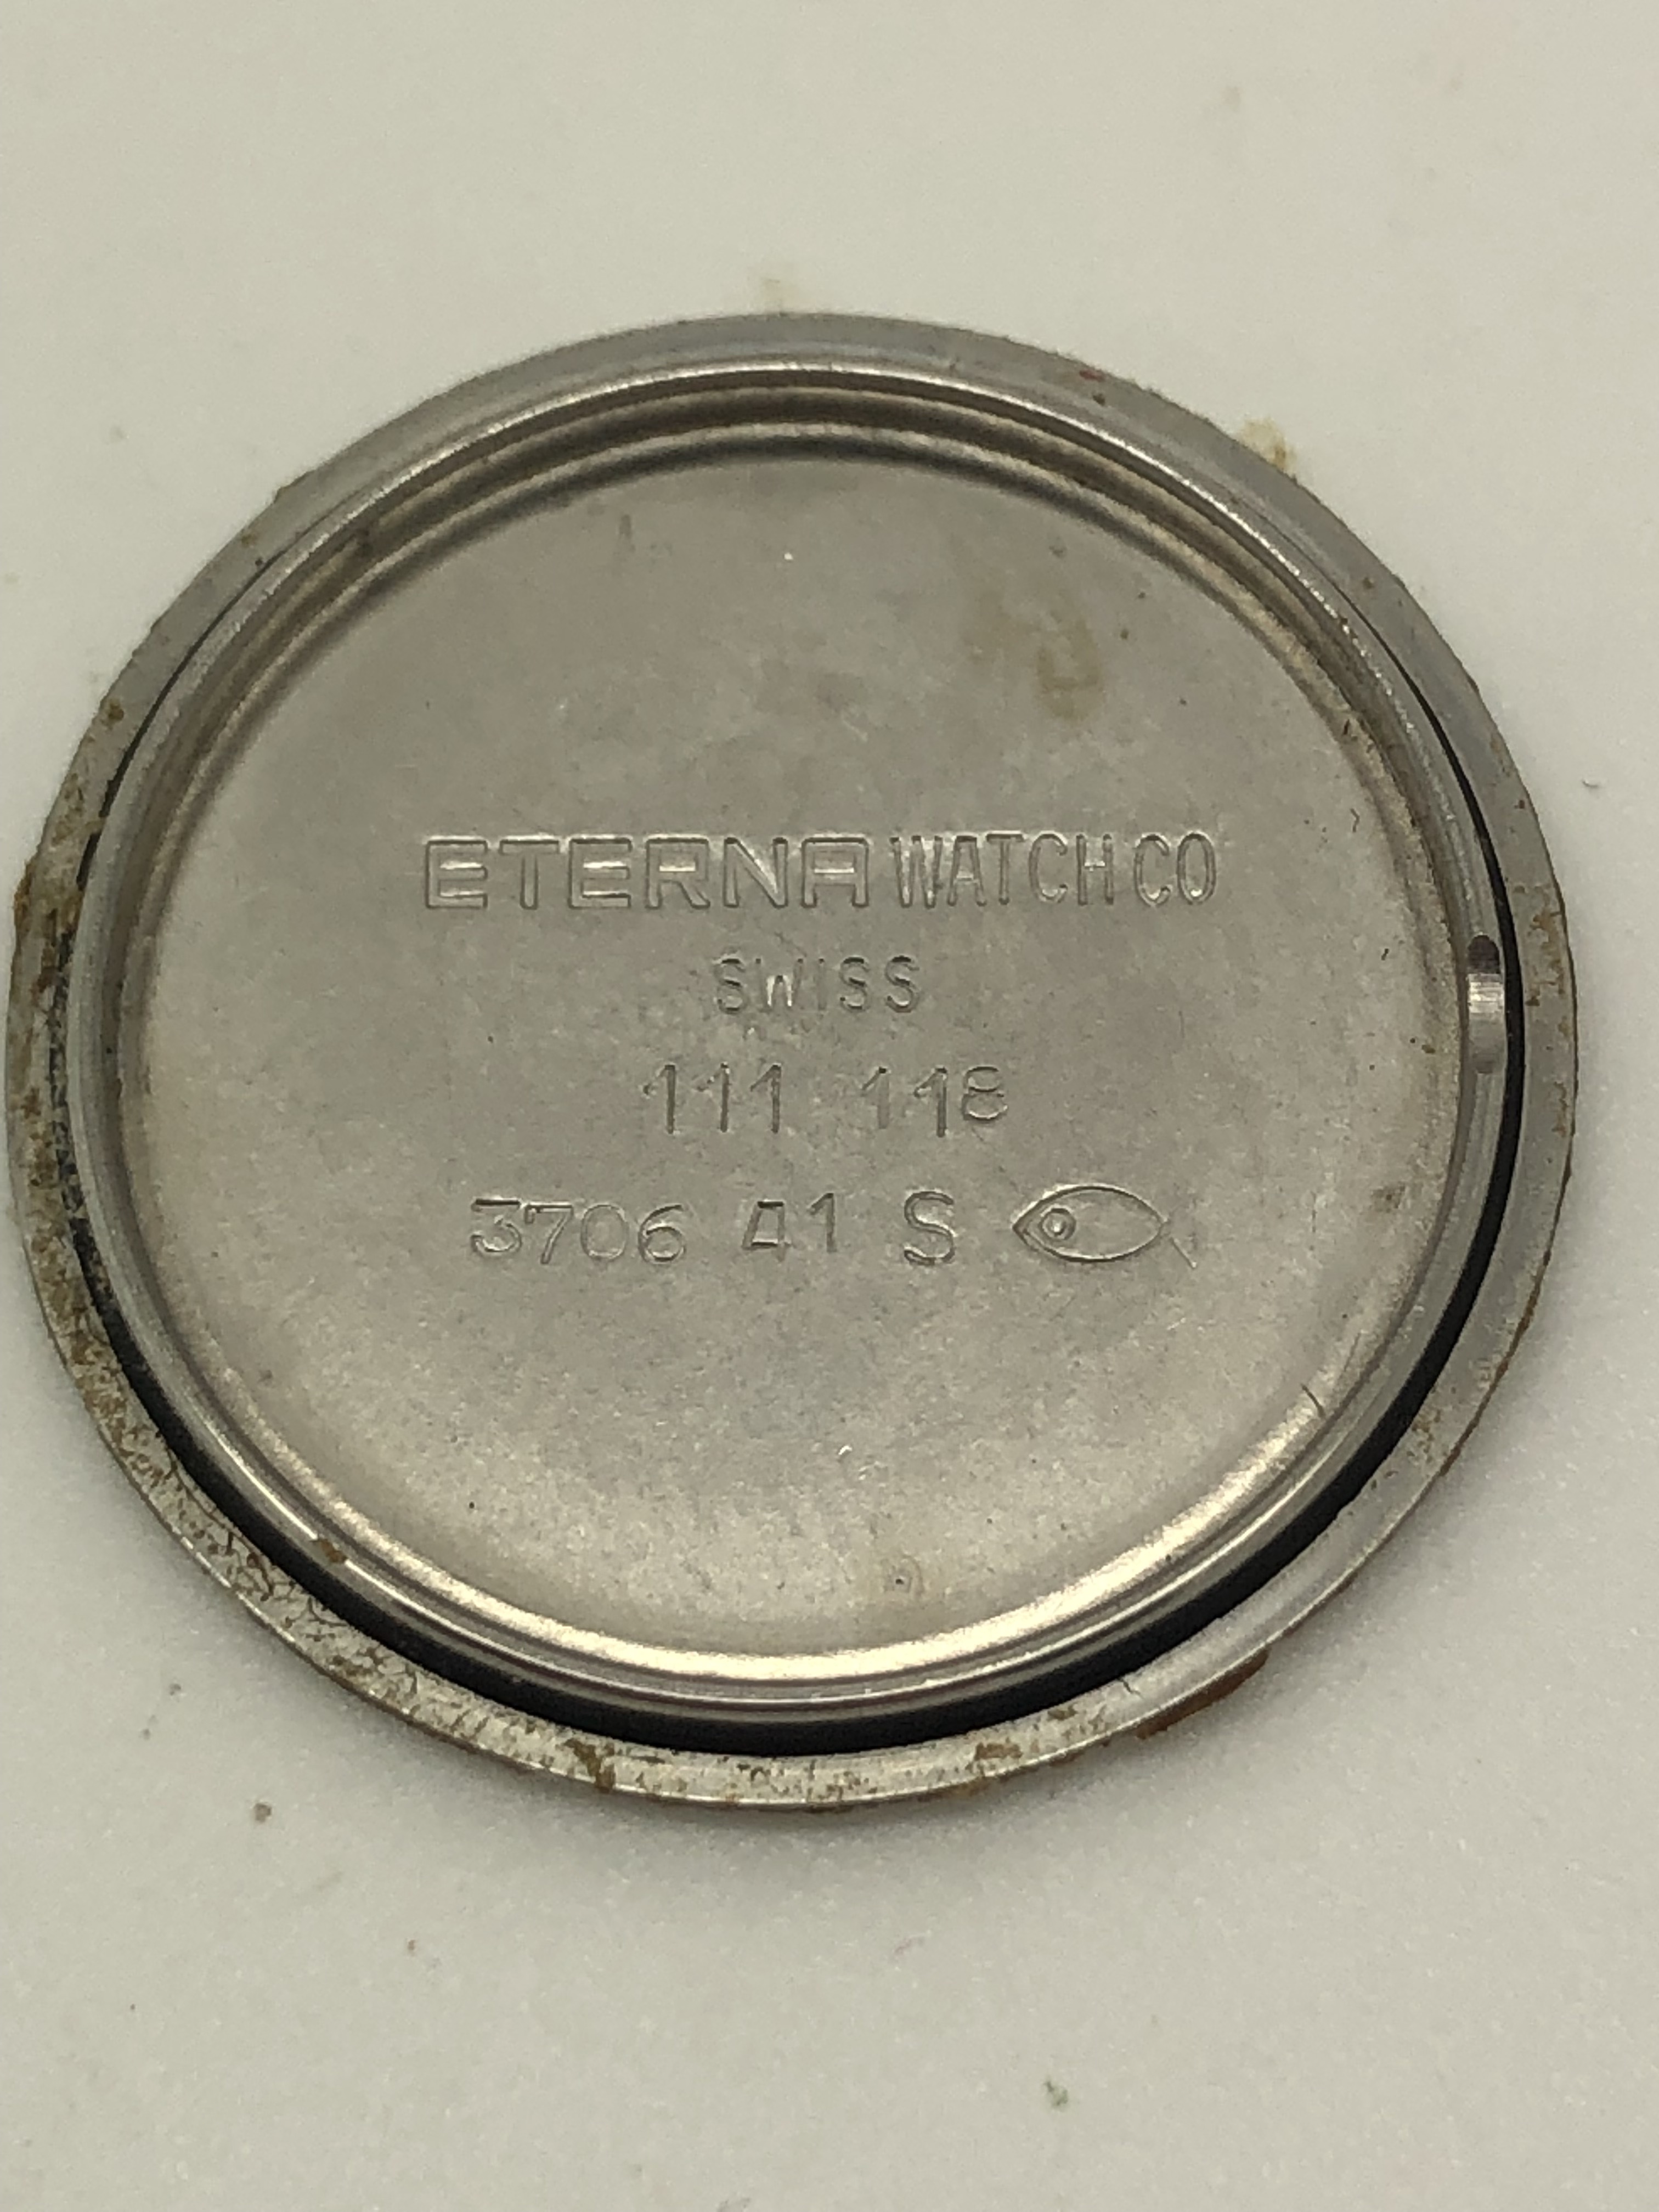 ETERNA WATCH CO
SWISS
111 118
3706 41 S